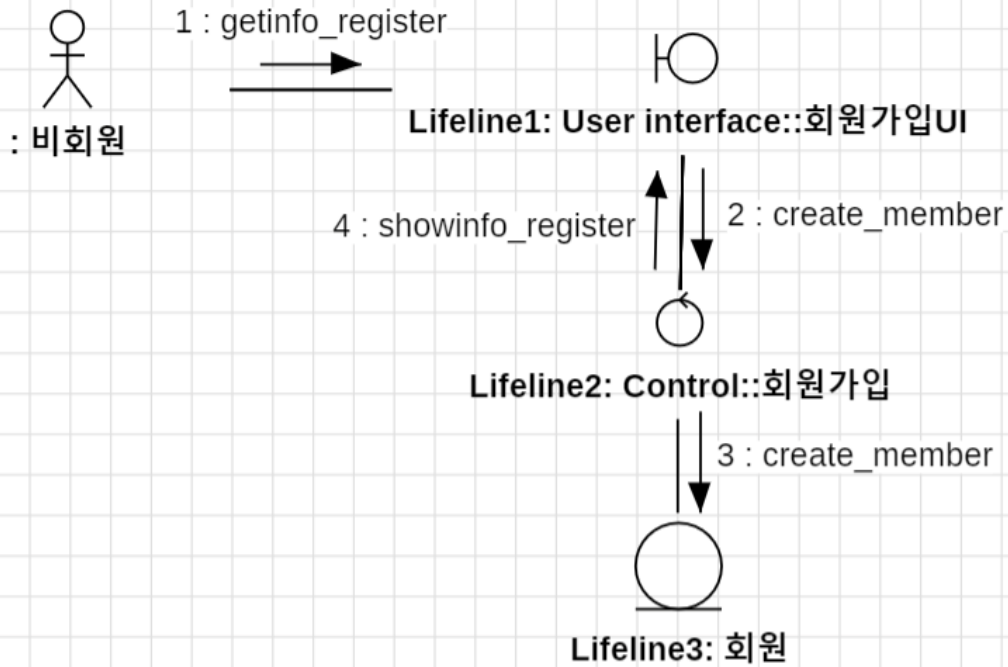 1 : getinfo_register
: 비회원
Lifeline1: User interface::회원가입UI
4 : showinfo_register
2 : create_member
Lifeline2: Control::회원가입
3 : create_member
Lifeline3: 회원